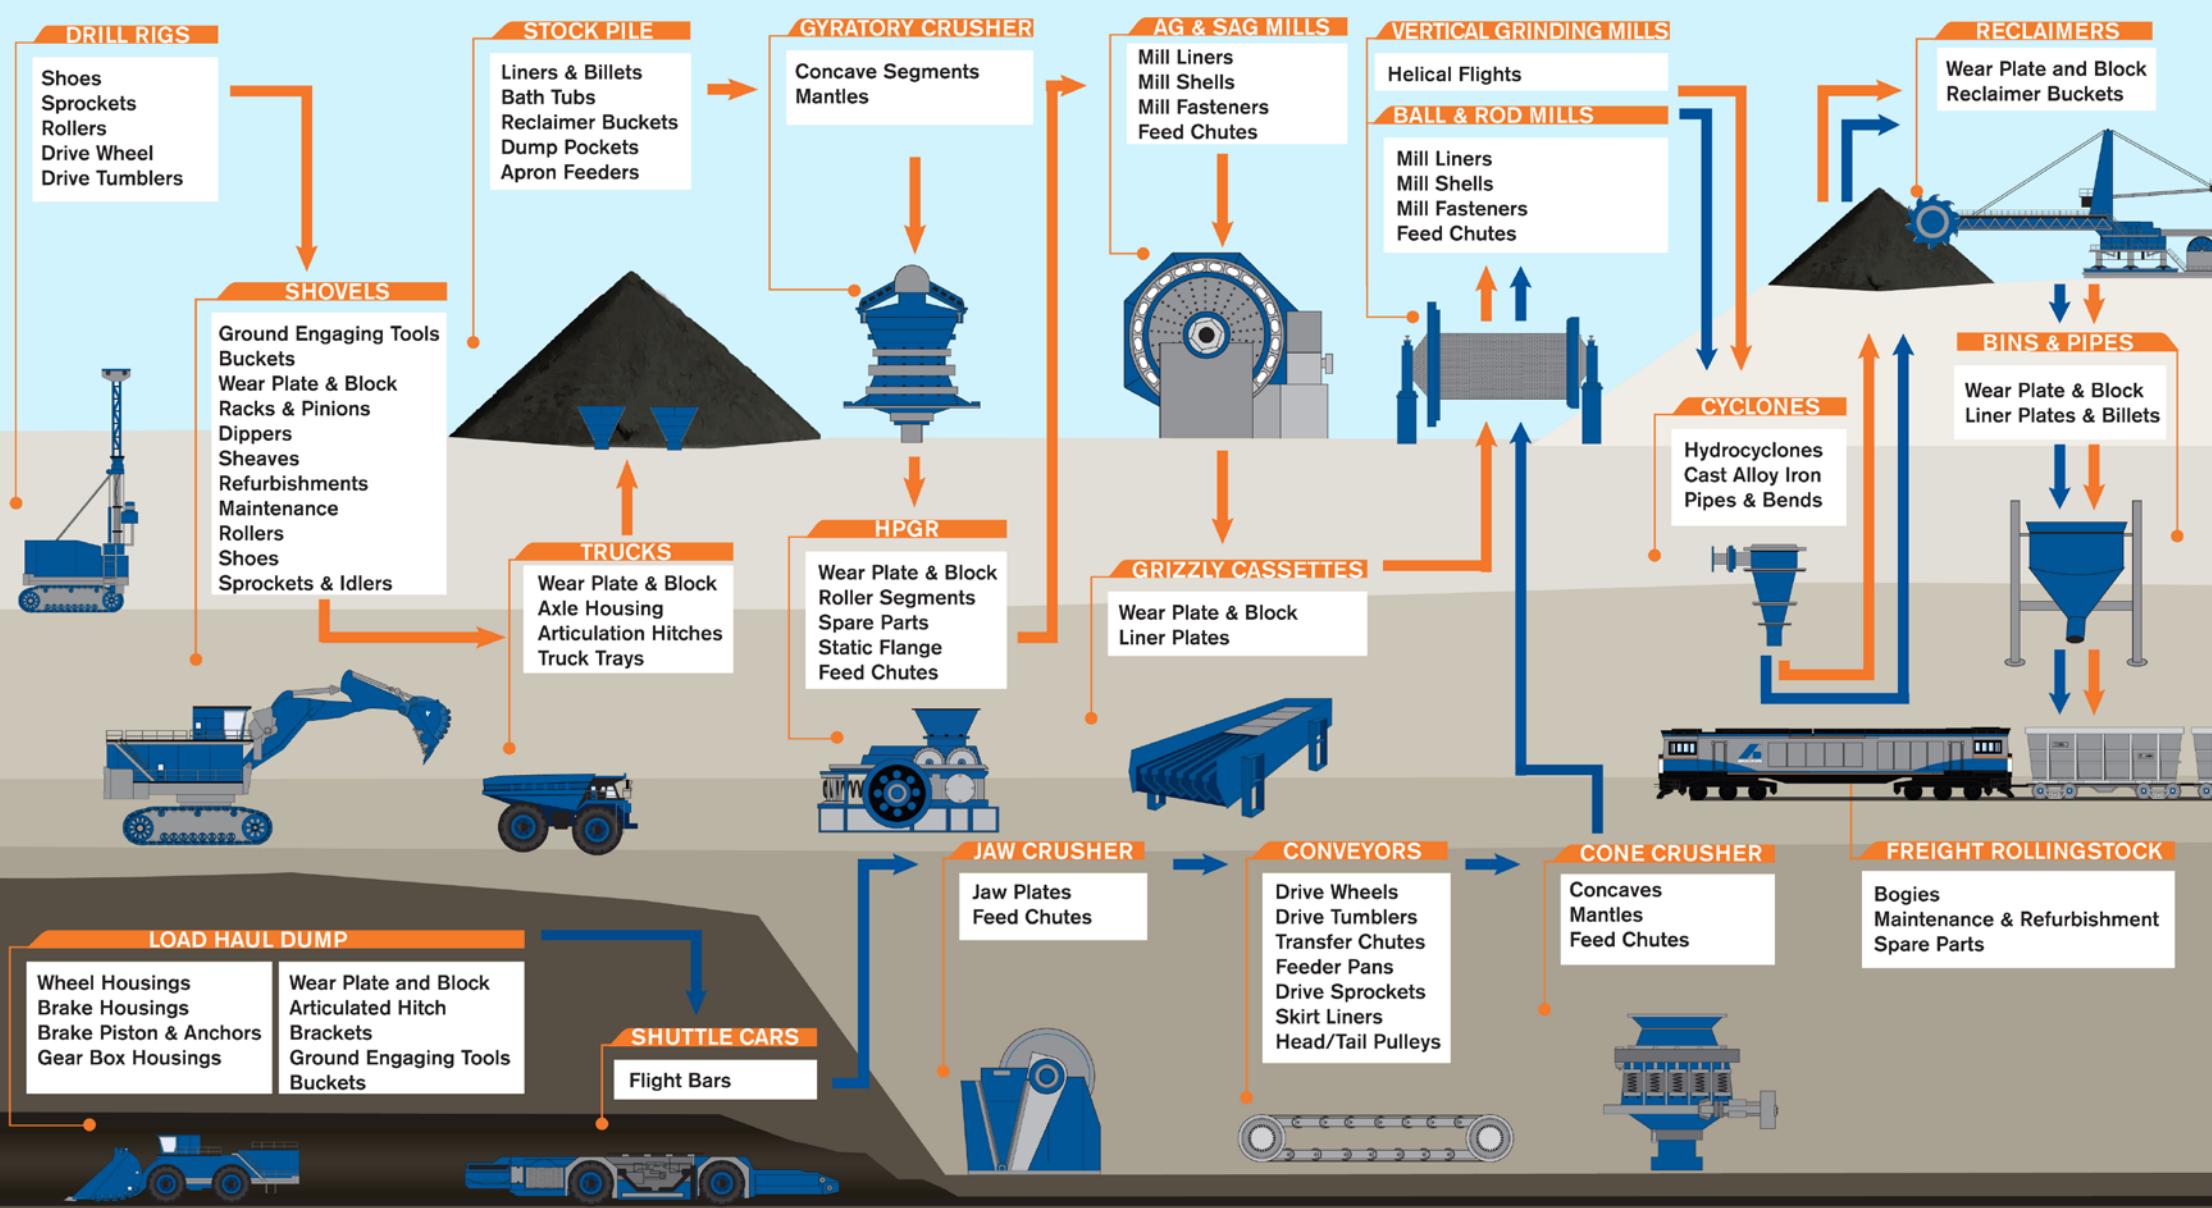 DRILL RIGS
Shoes
Sprockets
Rollers
Drive Wheel
Drive Tumblers
SHOVELS
Ground Engaging Tools
Buckets
Wear Plate & Block
Racks & Pinions
Dippers
Sheaves
Refurbishments
Maintenance
Rollers
Shoes
Sprockets & Idlers
STOCK PILE
Liners & Billets
Bath Tubs
Reclaimer Buckets
Dump Pockets
Apron Feeders
TRUCKS
Wear Plate & Block
Axle Housing
Articulation Hitches
Truck Trays
GYRATORY CRUSHER
Concave Segments
Mantles
HPGR
Wear Plate & Block
Roller Segments
Spare Parts
Static Flange
Feed Chutes
AG & SAG MILLS
Mill Liners
Mill Shells
Mill Fasteners
Feed Chutes
GRIZZLY CASSETTES
Wear Plate & Block
Liner Plates
VERTICAL GRINDING MILLS
Helical Flights
BALL & ROD MILLS
Mill Liners
Mill Shells
Mill Fasteners
Feed Chutes
CYCLONES
Hydrocyclones
Cast Alloy Iron
Pipes & Bends
RECLAIMERS
Wear Plate and Block
Reclaimer Buckets
BINS & PIPES
Wear Plate & Block
Liner Plates & Billets
LOAD HAUL DUMP
Wheel Housings
Brake Housings
Brake Piston & Anchors
Gear Box Housings
Wear Plate and Block
Articulated Hitch
Brackets
Ground Engaging Tools
Buckets
SHUTTLE CARS
Flight Bars
JAW CRUSHER
Jaw Plates
Feed Chutes
CONVEYORS
Drive Wheels
Drive Tumblers
Transfer Chutes
Feeder Pans
Drive Sprockets
Skirt Liners
Head/Tail Pulleys
CONE CRUSHER
Concaves
Mantles
Feed Chutes
FREIGHT ROLLINGSTOCK
Bogies
Maintenance & Refurbishment
Spare Parts